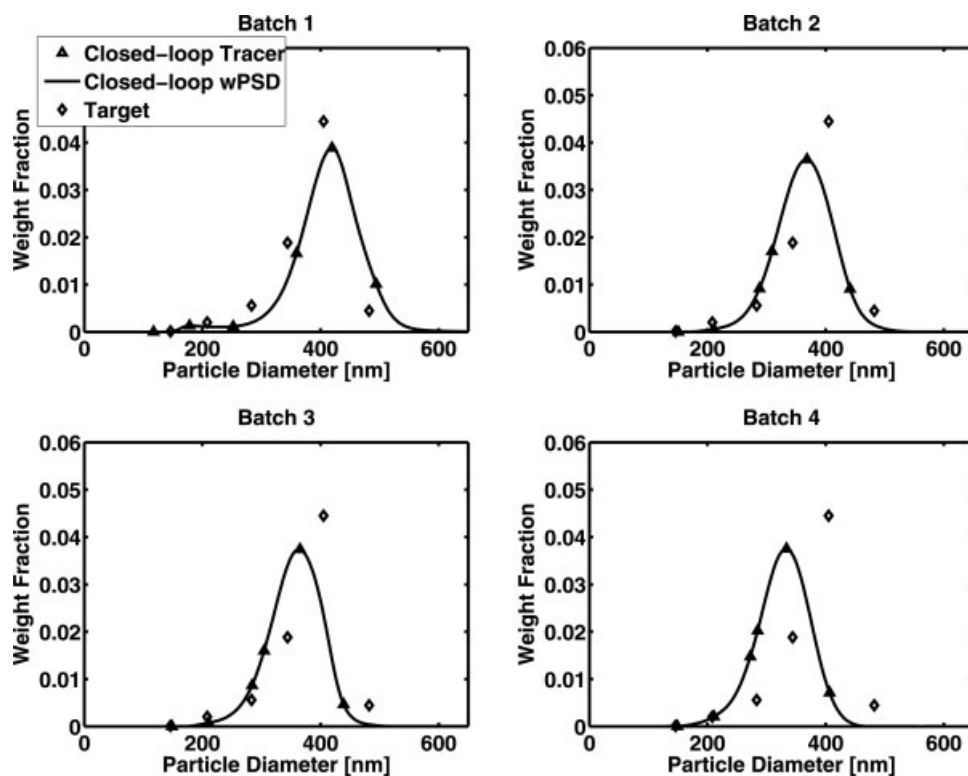 Batch 1
Closed-loop Tracer
Closed-loop wPSD
Target
0.04
0.03
0.02
0.01
0
Weight Fraction
0
200
400
600
Particle Diameter [nm]
Batch 2
0.06
0.05
0.04
0.03
0.02
0.01
0
Weight Fraction
0
200
400
600
Particle Diameter [nm]
Batch 3
0.06
0.05
0.04
0.03
0.02
0.01
0
Weight Fraction
0
200
400
600
Particle Diameter [nm]
Batch 4
0.06
0.05
0.04
0.03
0.02
0.01
0
Weight Fraction
0
200
400
600
Particle Diameter [nm]